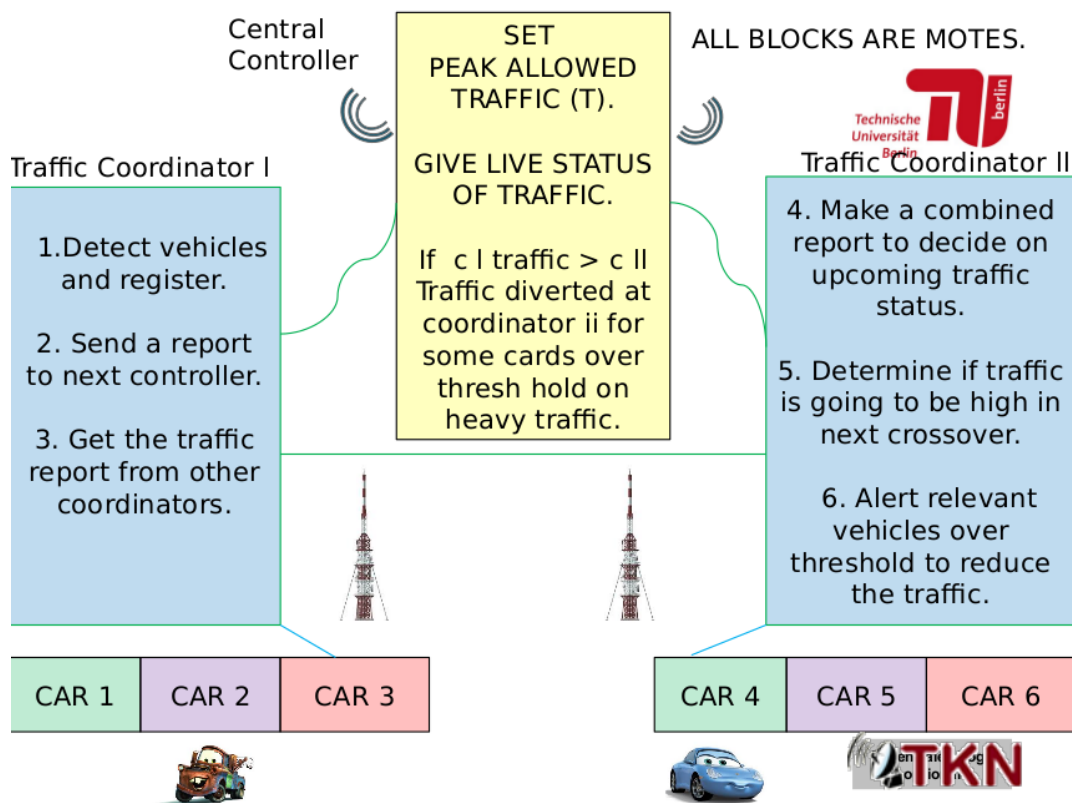 Central
Controller
SET
PEAK ALLOWED
TRAFFIC (T).
GIVE LIVE STATUS
OF TRAFFIC.
If c l traffic > c ll
Traffic diverted at
coordinator ii for
some cards over
thresh hold on
heavy traffic.
ALL BLOCKS ARE MOTES.
Technische
Universität
Berlin
berlin
Traffic Coordinator l
1.Detect vehicles
and register.
2. Send a report
to next controller.
3. Get the traffic
report from other
coordinators.
Traffic Coordinator ll
4. Make a combined
report to decide on
upcoming traffic
status.
5. Determine if traffic
is going to be high in
next crossover.
6. Alert relevant
vehicles over
threshold to reduce
the traffic.
CAR 1
CAR 2
CAR 3
CAR 4
CAR 5
CAR 6
TKN